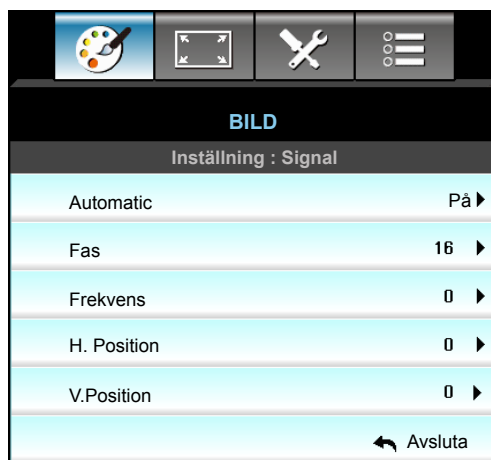 BILD
Inställning : Signal
Automatic På
Fas 16
Frekvens 0
H. Position 0
V.Position 0
Avsluta